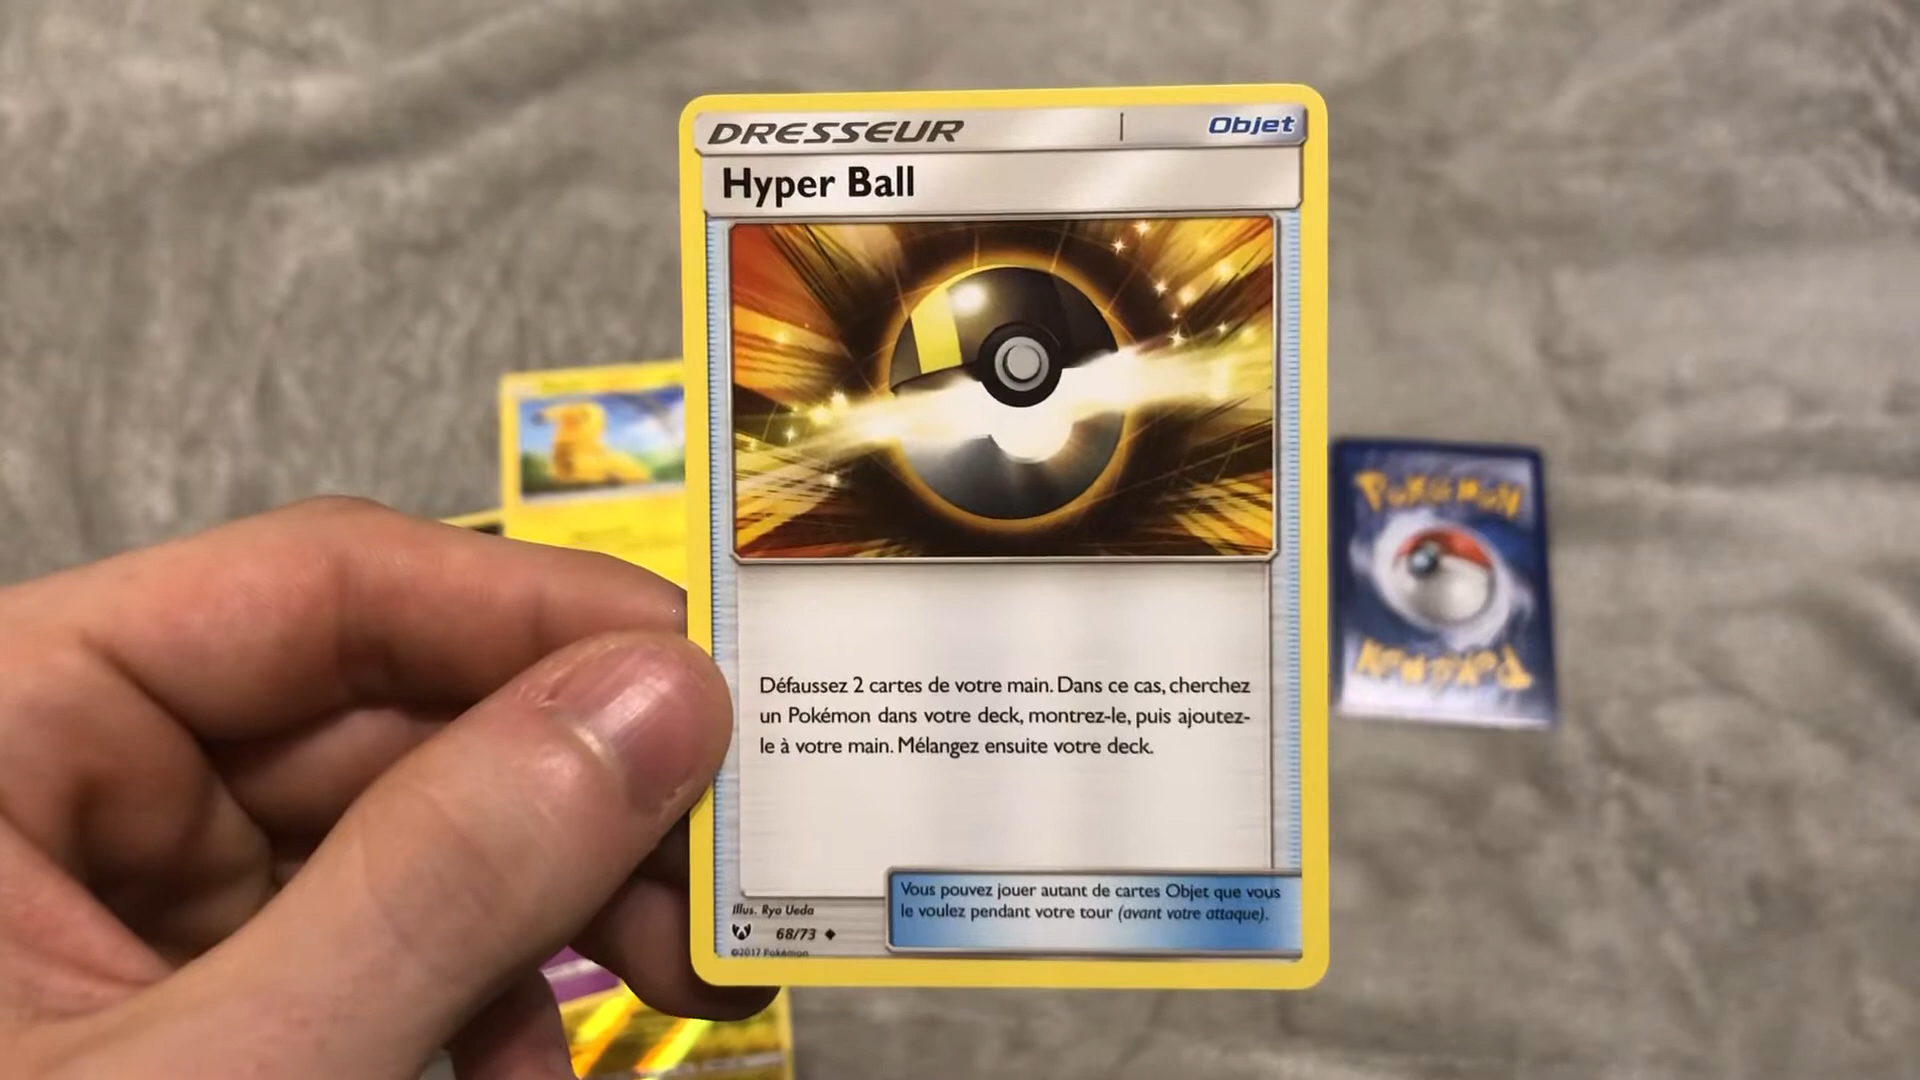 DRESSEUR
Objet
Hyper Ball
Défaussez 2 cartes de votre main. Dans ce cas, cherchez
un Pokémon dans votre deck, montrez-le, puis ajoutez-
le à votre main. Mélangez ensuite votre deck.
Vous pouvez jouer autant de cartes Objet que vous
le voulez pendant votre tour (avant votre attaque).
Illus. Ryo Ueda
68/73
©2017 Pokémon
POKÉMON
POKÉMON